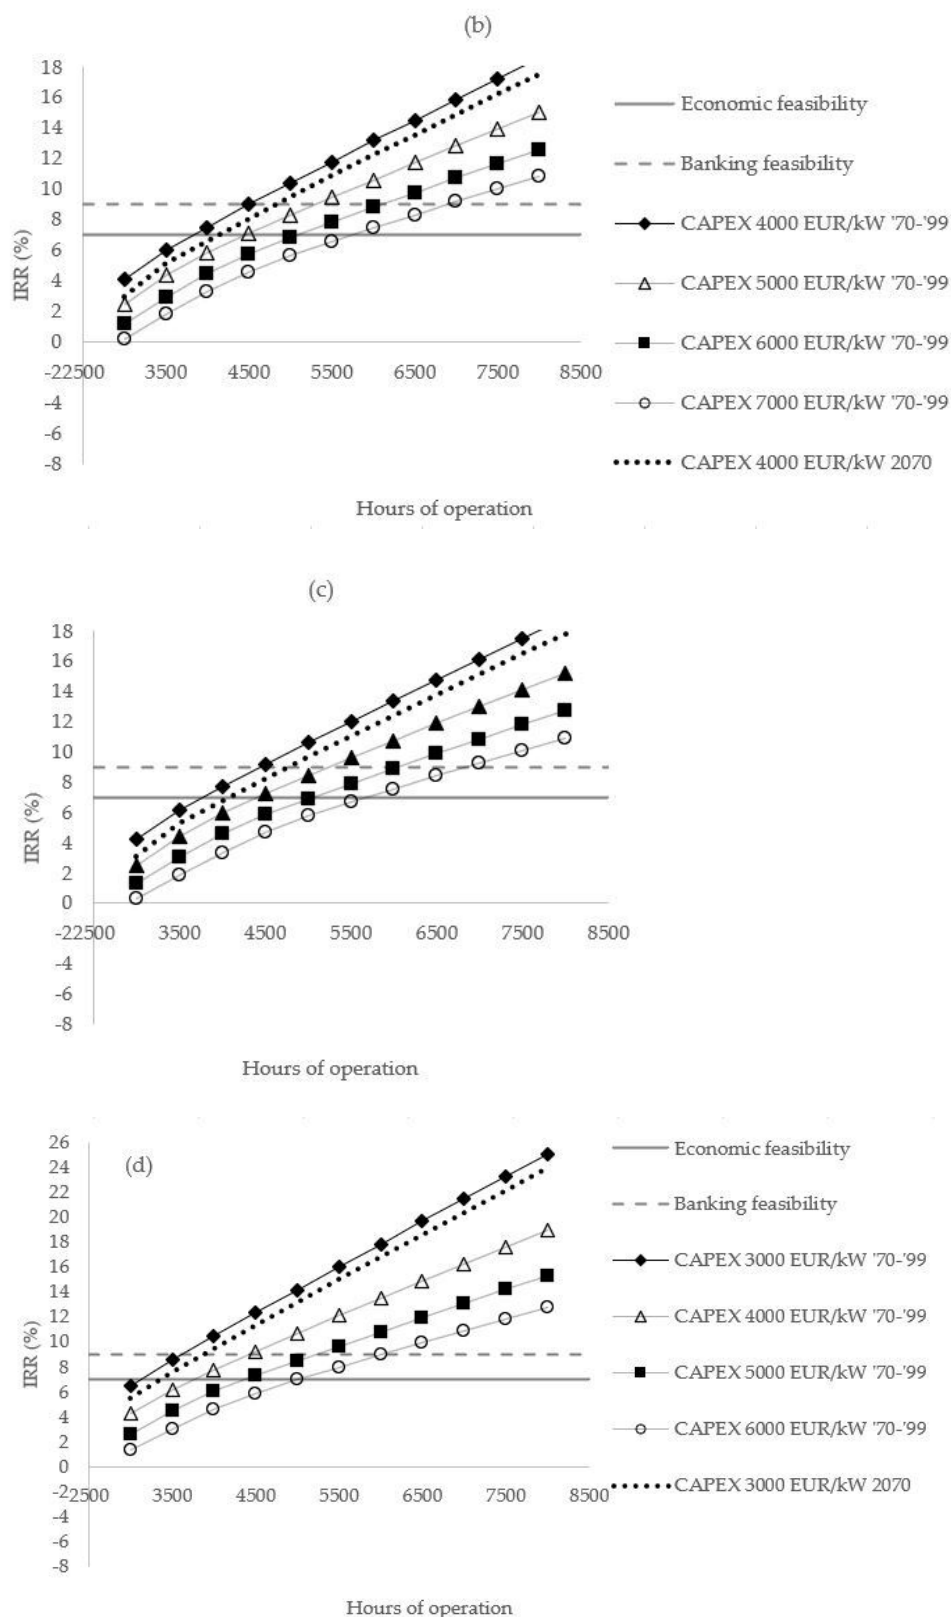 (b)
18
16
14
12
10
8
6
4
2
0
-2
-4
-6
-8
IRR (%)
2500 3500 4500 5500 6500 7500 8500
Hours of operation
Economic feasibility
Banking feasibility
CAPEX 4000 EUR/kW '70-'99
CAPEX 5000 EUR/kW '70-'99
CAPEX 6000 EUR/kW '70-'99
CAPEX 7000 EUR/kW '70-'99
CAPEX 4000 EUR/kW 2070
(c)
18
16
14
12
10
8
6
4
2
0
-2
-4
-6
-8
IRR (%)
2500 3500 4500 5500 6500 7500 8500
Hours of operation
(d)
26
24
22
20
18
16
14
12
10
8
6
4
2
0
-2
-4
-6
-8
IRR (%)
2500 3500 4500 5500 6500 7500 8500
Hours of operation
Economic feasibility
Banking feasibility
CAPEX 3000 EUR/kW '70-'99
CAPEX 4000 EUR/kW '70-'99
CAPEX 5000 EUR/kW '70-'99
CAPEX 6000 EUR/kW '70-'99
CAPEX 3000 EUR/kW 2070